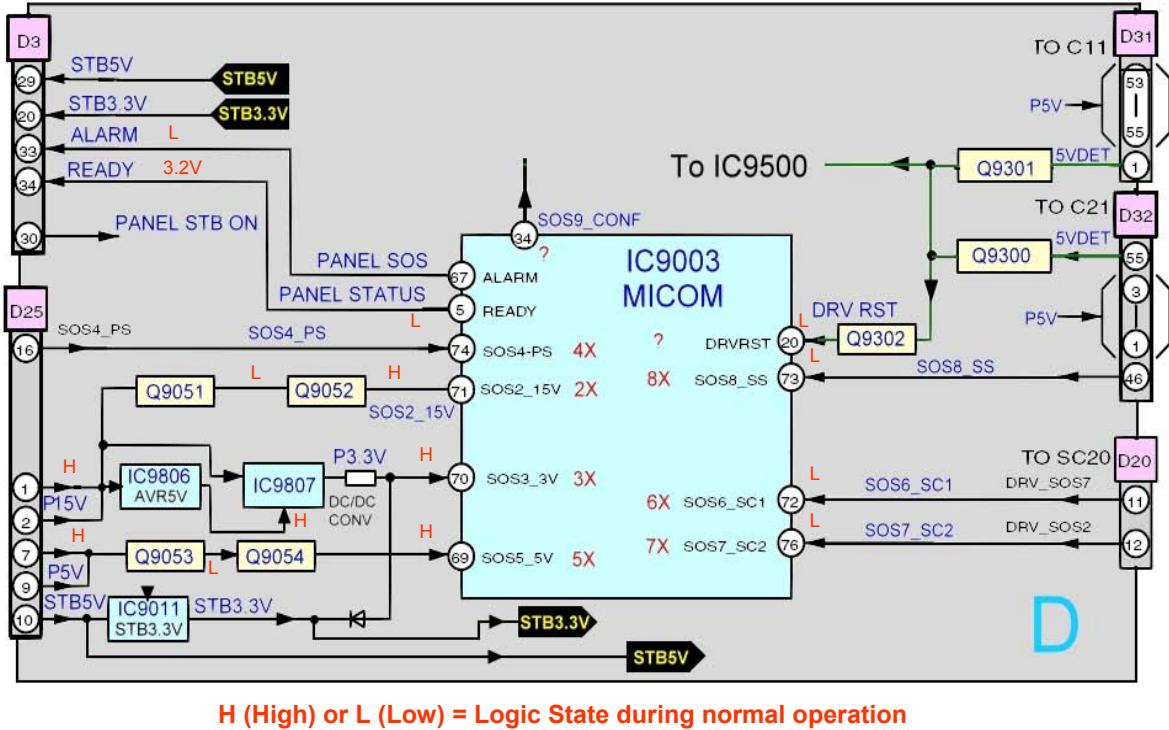 D3
D31
TO C11
29
STB5V
STB5V
53
20
STB3.3V
STB3.3V
P5V
33
ALARM
L
55
34
READY
3.2V
To IC9500
Q9301
5VDET
1
30
PANEL STB ON
SOS9_CONF
34
?
TO C21
D32
5VDET
55
Q9300
PANEL SOS
67
ALARM
IC9003
MICOM
3
D25
PANEL STATUS
5
READY
DRV RST
L
P5V
16
SOS4_PS
SOS4_PS
L
74
SOS4-PS
4X
?
DRVRST
20
Q9302
1
L
Q9051
L
Q9052
H
71
SOS2_15V
2X
8X
SOS8_SS
73
SOS8_SS
46
SOS2_15V
H
P3.3V
H
TO SC20
D20
1
P15V
IC9806
AVR5V
IC9807
70
SOS3_3V
3X
L
SOS6_SC1
DRV_SOS7
2
DC/DC
CONV
6X
SOS6_SC1
72
11
H
H
H
L
SOS7_SC2
DRV_SOS2
7
Q9053
L
Q9054
69
SOS5_5V
5X
7X
SOS7_SC2
76
12
P5V
9
STB5V
10
IC9011
STB3.3V
STB3.3V
STB3.3V
D
STB5V
H (High) or L (Low) = Logic State during normal operation